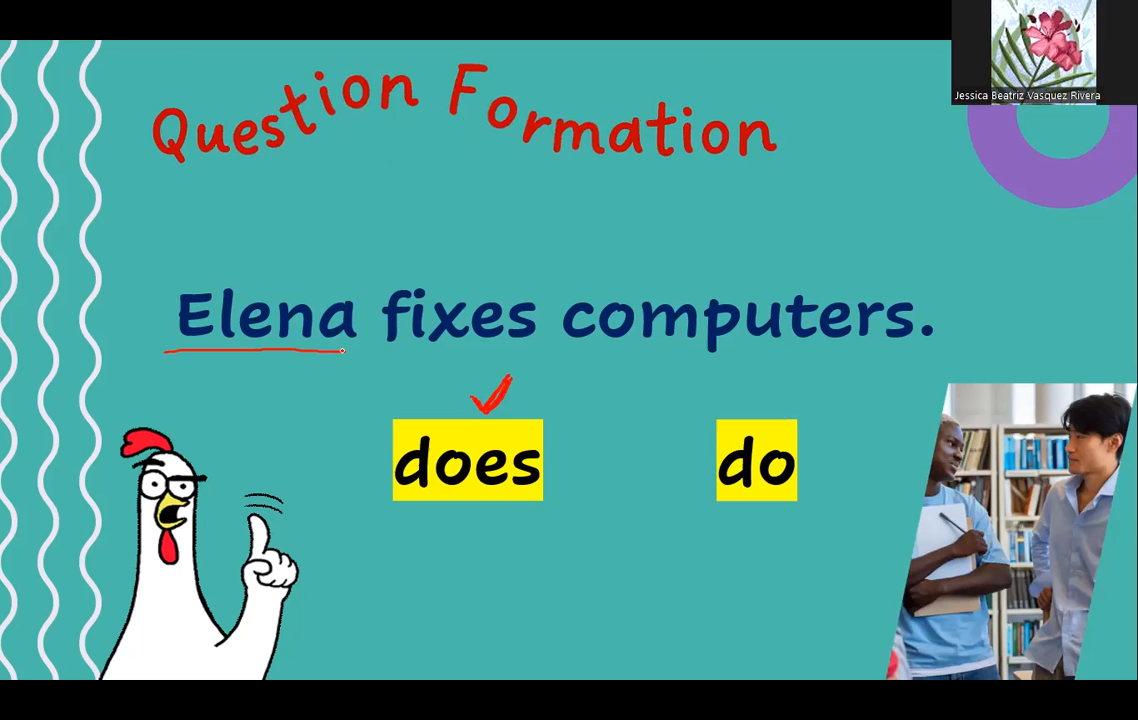 Jessica Beatriz Vasquez Rivera
Question Formation
Elena fixes computers.
does do